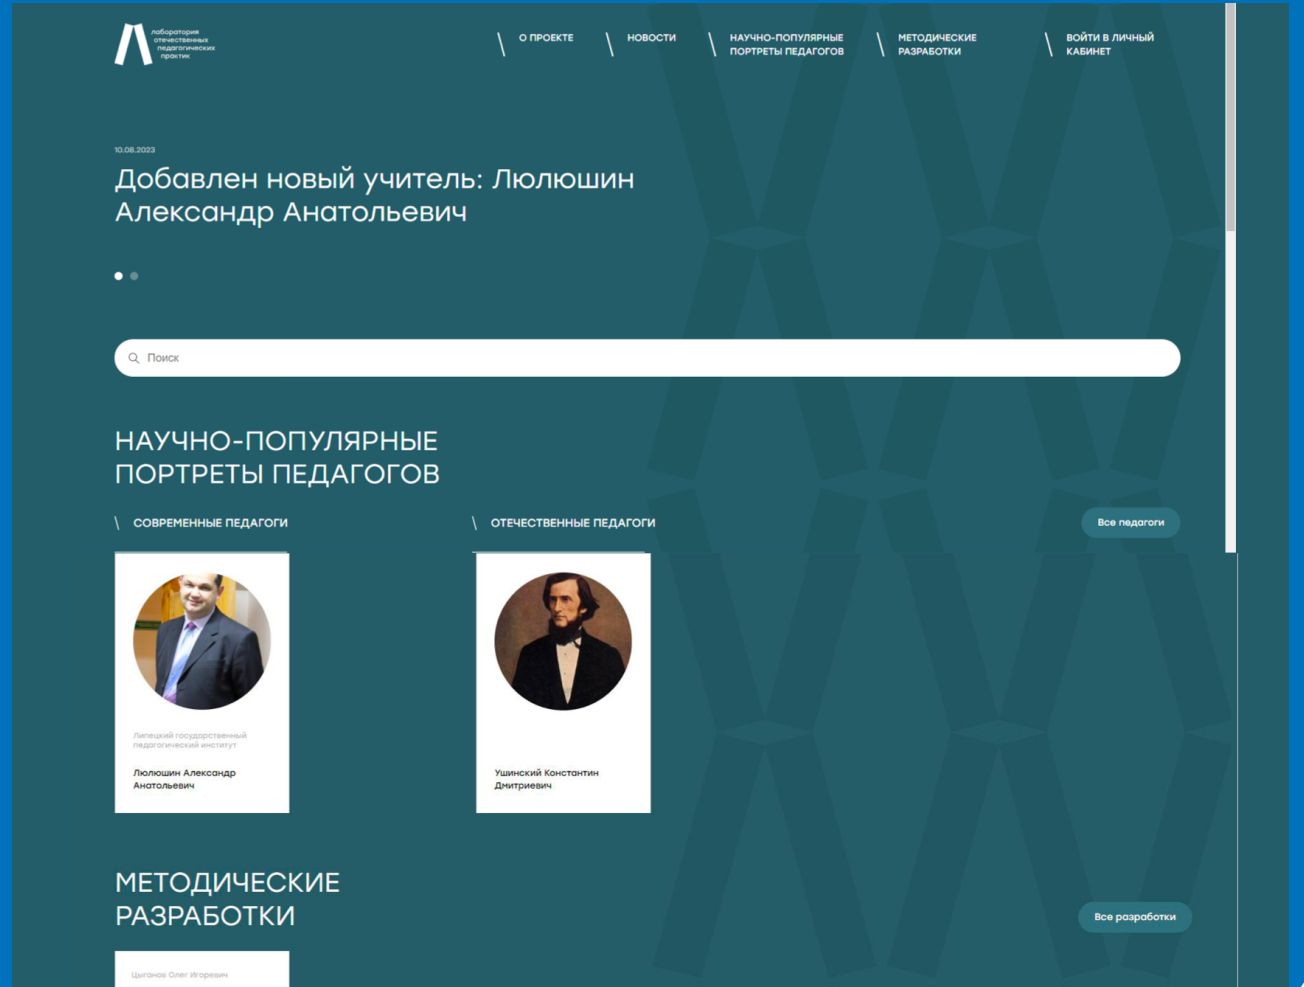 лаборатория
отечественных
педагогических
практик
О ПРОЕКТЕ
НОВОСТИ
НАУЧНО-ПОПУЛЯРНЫЕ
ПОРТРЕТЫ ПЕДАГОГОВ
МЕТОДИЧЕСКИЕ
РАЗРАБОТКИ
ВОЙТИ В ЛИЧНЫЙ
КАБИНЕТ
10.08.2023
Добавлен новый учитель: Люлюшин
Александр Анатольевич
Поиск
НАУЧНО-ПОПУЛЯРНЫЕ
ПОРТРЕТЫ ПЕДАГОГОВ
СОВРЕМЕННЫЕ ПЕДАГОГИ
ОТЕЧЕСТВЕННЫЕ ПЕДАГОГИ
Все педагоги
Липецкий государственный
педагогический институт
Люлюшин Александр
Анатольевич
Ушинский Константин
Дмитриевич
МЕТОДИЧЕСКИЕ
РАЗРАБОТКИ
Все разработки
Цыганов Олег Игоревич